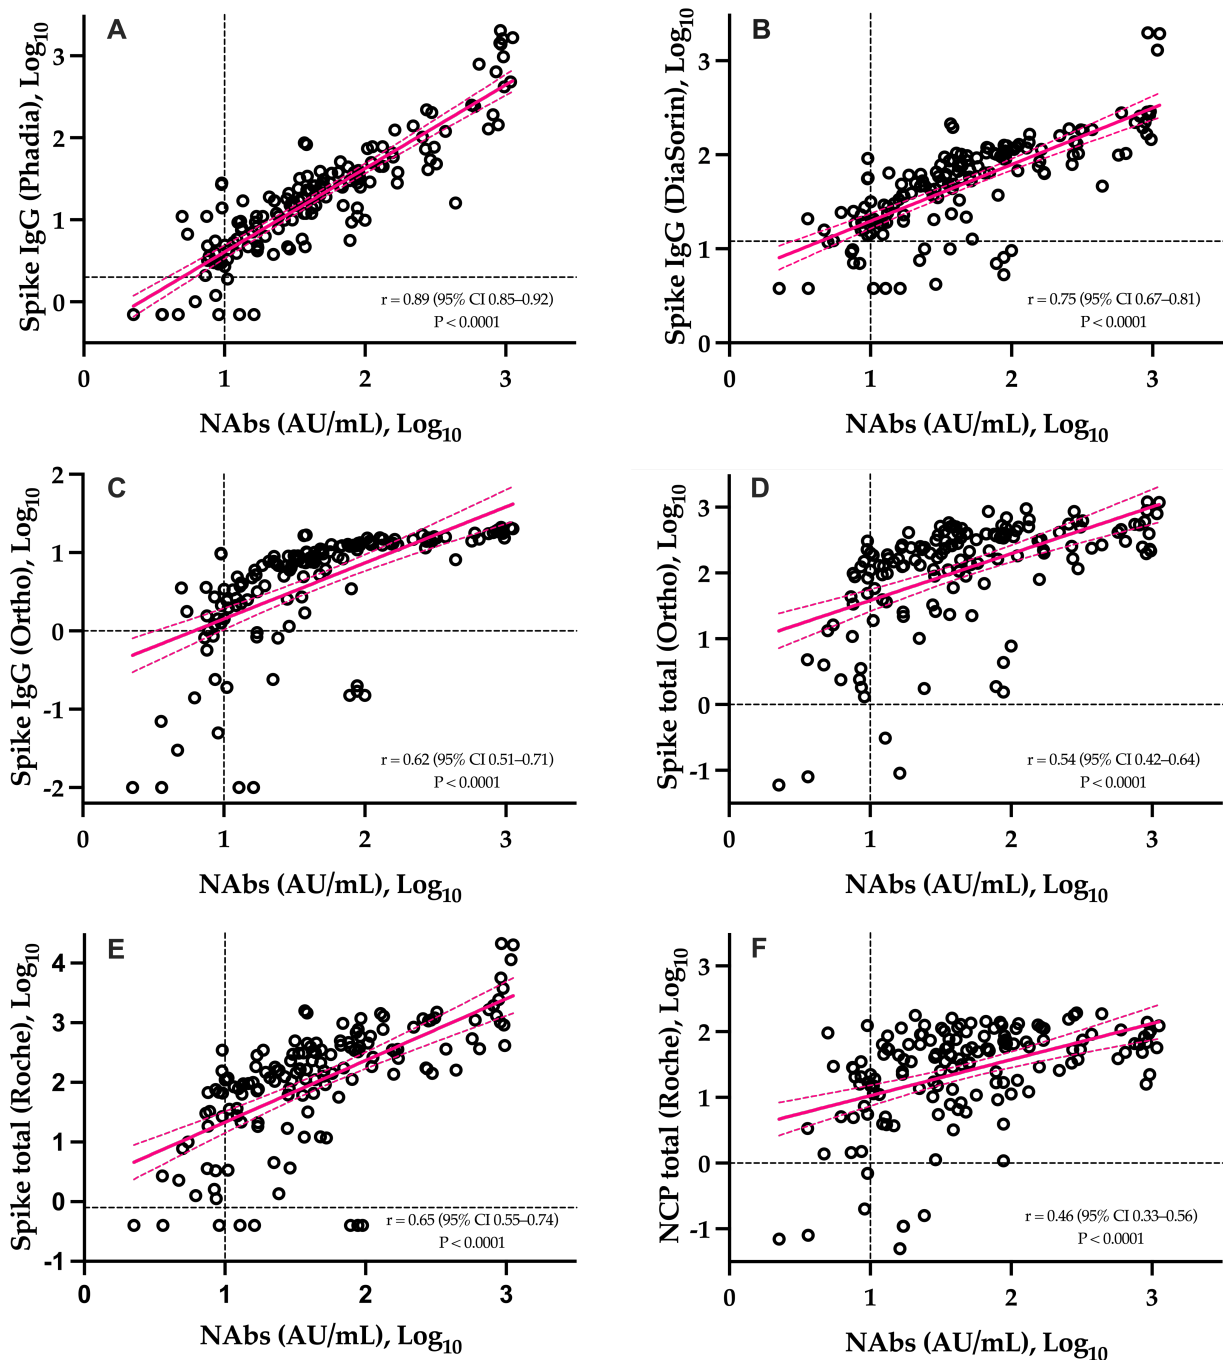 A
Spike IgG (Phadia), Log10
3
2
1
0
r = 0.89 (95% CI 0.85–0.92)
P < 0.0001
0 1 2 3
NAbs (AU/mL), Log10
B
Spike IgG (DiaSorin), Log10
3
2
1
0
r = 0.75 (95% CI 0.67–0.81)
P < 0.0001
0 1 2 3
NAbs (AU/mL), Log10
C
Spike IgG (Ortho), Log10
2
1
0
-1
-2
r = 0.62 (95% CI 0.51–0.71)
P < 0.0001
0 1 2 3
NAbs (AU/mL), Log10
D
Spike total (Ortho), Log10
3
2
1
0
-1
r = 0.54 (95% CI 0.42–0.64)
P < 0.0001
0 1 2 3
NAbs (AU/mL), Log10
E
Spike total (Roche), Log10
4
3
2
1
0
-1
r = 0.65 (95% CI 0.55–0.74)
P < 0.0001
0 1 2 3
NAbs (AU/mL), Log10
F
NCP total (Roche), Log10
3
2
1
0
-1
r = 0.46 (95% CI 0.33–0.56)
P < 0.0001
0 1 2 3
NAbs (AU/mL), Log10